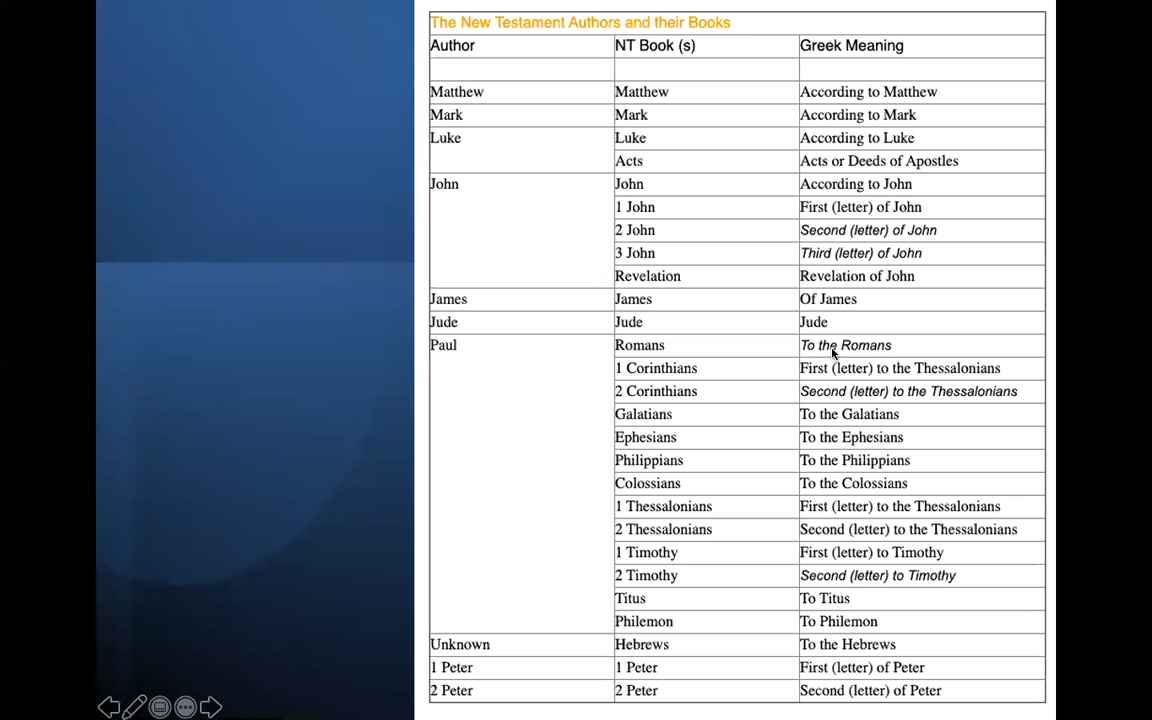 The New Testament Authors and their Books
Author NT Book (s) Greek Meaning
Matthew Matthew According to Matthew
Mark Mark According to Mark
Luke Luke According to Luke
Acts Acts or Deeds of Apostles
John John According to John
1 John First (letter) of John
2 John Second (letter) of John
3 John Third (letter) of John
Revelation Revelation of John
James James Of James
Jude Jude Jude
Paul Romans To the Romans
1 Corinthians First (letter) to the Thessalonians
2 Corinthians Second (letter) to the Thessalonians
Galatians To the Galatians
Ephesians To the Ephesians
Philippians To the Philippians
Colossians To the Colossians
1 Thessalonians First (letter) to the Thessalonians
2 Thessalonians Second (letter) to the Thessalonians
1 Timothy First (letter) to Timothy
2 Timothy Second (letter) to Timothy
Titus To Titus
Philemon To Philemon
Unknown Hebrews To the Hebrews
1 Peter 1 Peter First (letter) of Peter
2 Peter 2 Peter Second (letter) of Peter